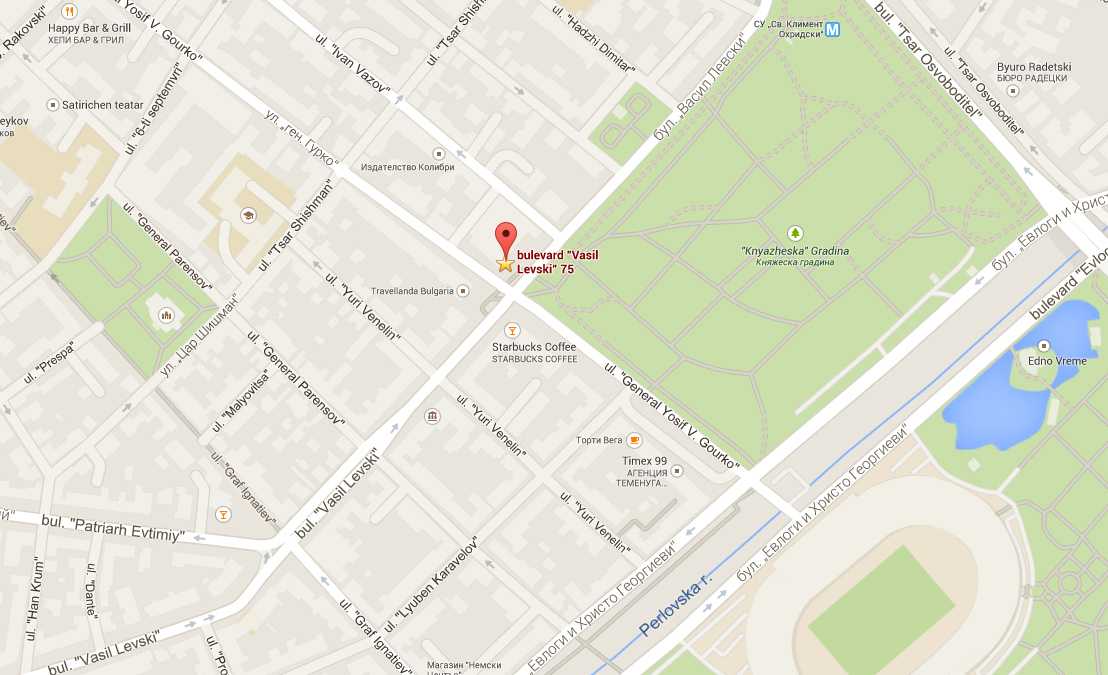 Yosif V. Gourko"
Happy Bar & Grill
ХЕПИ БАР & ГРИЛ
Rakovski"
ul. "Ivan Vazov"
ul. "Tsar Shishman"
ul. "Hadzhi Dimitar"
СУ „Св. Климент
Охридски"
M
bul. "Tsar Osvoboditel"
ul. "Tsar Osvoboditel"
Byuro Radetski
БЮРО РАДЕЦКИ
бул. „Васил Левски"
Satirichen teatar
ul. "6-ti septemvri"
eykov
ков
ул. „ген. Гурко"
Издателство Колибри
ul. "Tsar Shishman"
ul. "General Parensov"
bulevard "Vasil
Levski" 75
"Knyazheska" Gradina
Княжеска градина
бул. „Евлоги и Христо
bulevard "Evlo
Travellanda Bulgaria
ul. "Yuri Venelin"
ул. „Цар Шишман"
Starbucks Coffee
STARBUCKS COFFEE
Edno Vreme
ul. "Prespa"
ul. "General Parensov"
ul. "Malyovitsa"
ul. "General Yosif V. Gourko"
ul. "Yuri Venelin"
Торти Вега
Timex 99
АГЕНЦИЯ
ТЕМЕНУГА...
ul. "Graf Ignatiev"
bul. "Vasil Levski"
ul. "Yuri Venelin"
bul. "Patriarh Evtimiy"
бул. „Евлоги и Христо Георгиеви"
„Евлоги и Христо Георгиеви"
Perlovska r.
ul. "Han Krum"
ul. "Dante"
ul. "Lyuben Karavelov"
ul. "Graf Ignatiev"
bul. "Vasil Levski"
ul. "Pro
Магазин "Немски